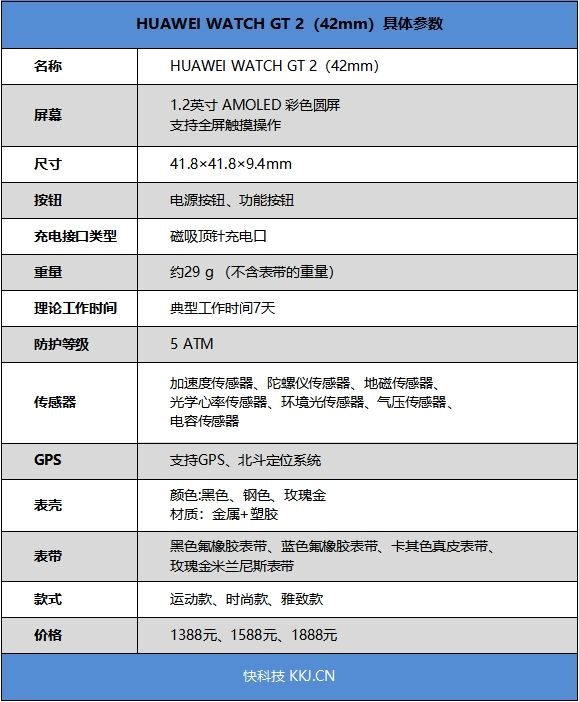 HUAWEI WATCH GT 2（42mm）具体参数
名称
HUAWEI WATCH GT 2（42mm）
屏幕
1.2英寸 AMOLED 彩色圆屏
支持全屏触摸操作
尺寸
41.8×41.8×9.4mm
按钮
电源按钮、功能按钮
充电接口类型
磁吸顶针充电口
重量
约29 g （不含表带的重量）
理论工作时间
典型工作时间7天
防护等级
5 ATM
传感器
加速度传感器、陀螺仪传感器、地磁传感器、
光学心率传感器、环境光传感器、气压传感器、
电容传感器
GPS
支持GPS、北斗定位系统
表壳
颜色:黑色、钢色、玫瑰金
材质：金属+塑胶
表带
黑色氟橡胶表带、蓝色氟橡胶表带、卡其色真皮表带、
玫瑰金米兰尼斯表带
款式
运动款、时尚款、雅致款
价格
1388元、1588元、1888元
快科技 KKJ.CN